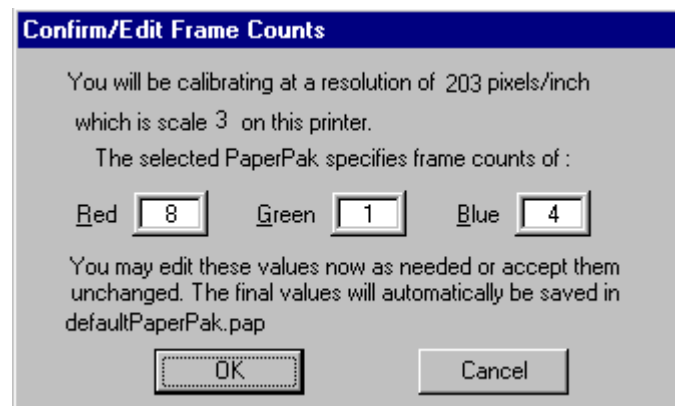 Confirm/Edit Frame Counts
You will be calibrating at a resolution of 203 pixels/inch
which is scale 3 on this printer.
The selected PaperPak specifies frame counts of :
Red 8 Green 1 Blue 4
You may edit these values now as needed or accept them
unchanged. The final values will automatically be saved in
defaultPaperPak.pap
OK Cancel